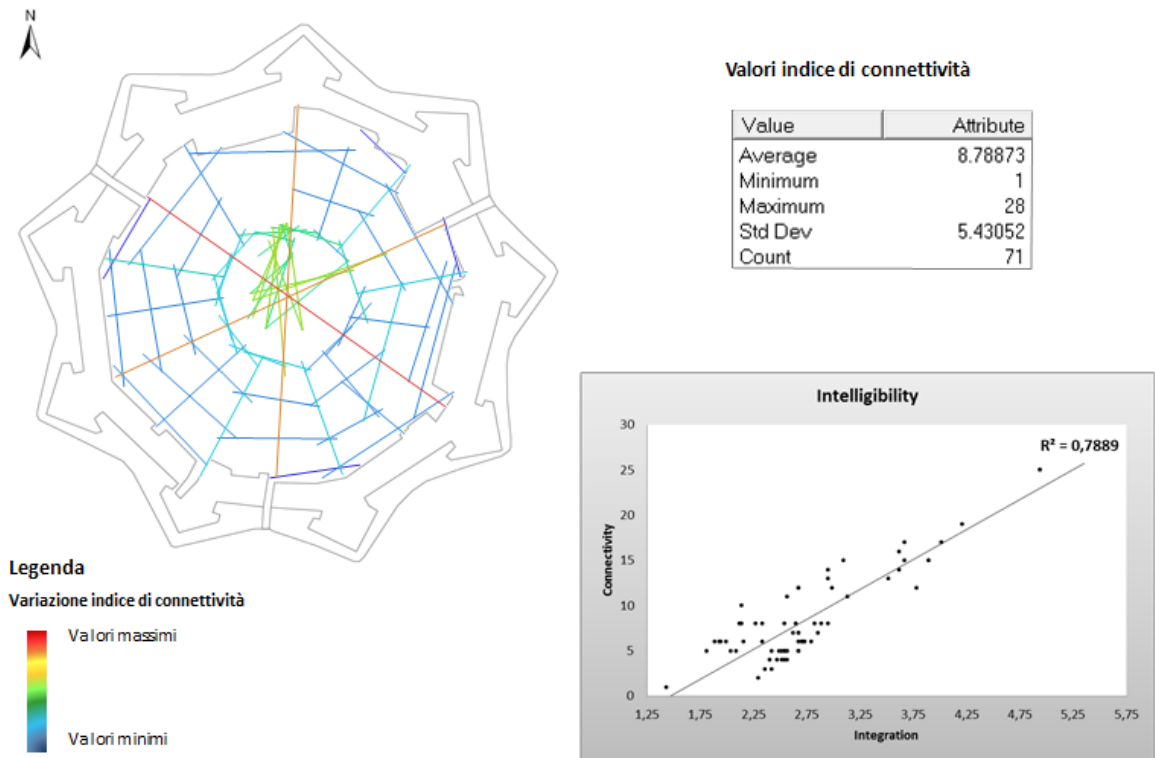 N
Valori indice di connettività
Value Attribute
Average 8.78873
Minimum 1
Maximum 28
Std Dev 5.43052
Count 71
Legenda
Variazione indice di connettività
Valori massimi
Valori minimi
Intelligibility
R² = 0,7889
Connectivity
30
25
20
15
10
5
0
1,25 1,75 2,25 2,75 3,25 3,75 4,25 4,75 5,25 5,75
Integration